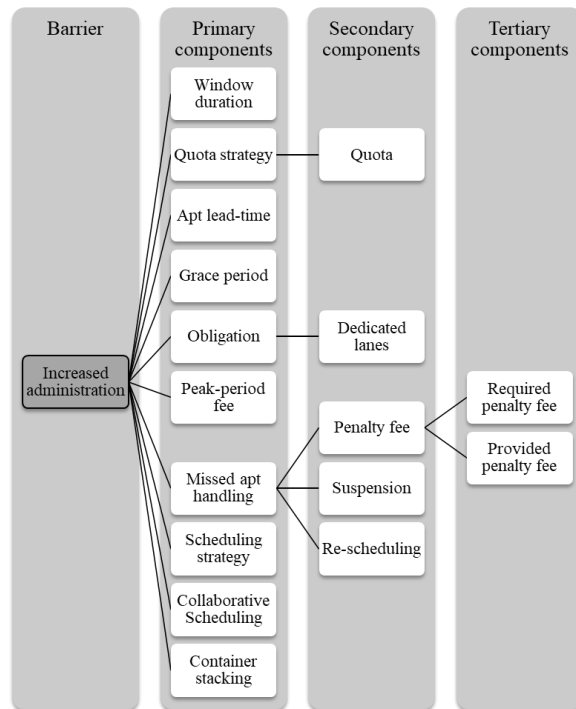 Barrier
Primary
components
Secondary
components
Tertiary
components
Window
duration
Quota strategy
Quota
Apt lead-time
Grace period
Obligation
Dedicated
lanes
Increased
administration
Peak-period
fee
Required
penalty fee
Penalty fee
Provided
penalty fee
Missed apt
handling
Suspension
Scheduling
strategy
Re-scheduling
Collaborative
Scheduling
Container
stacking